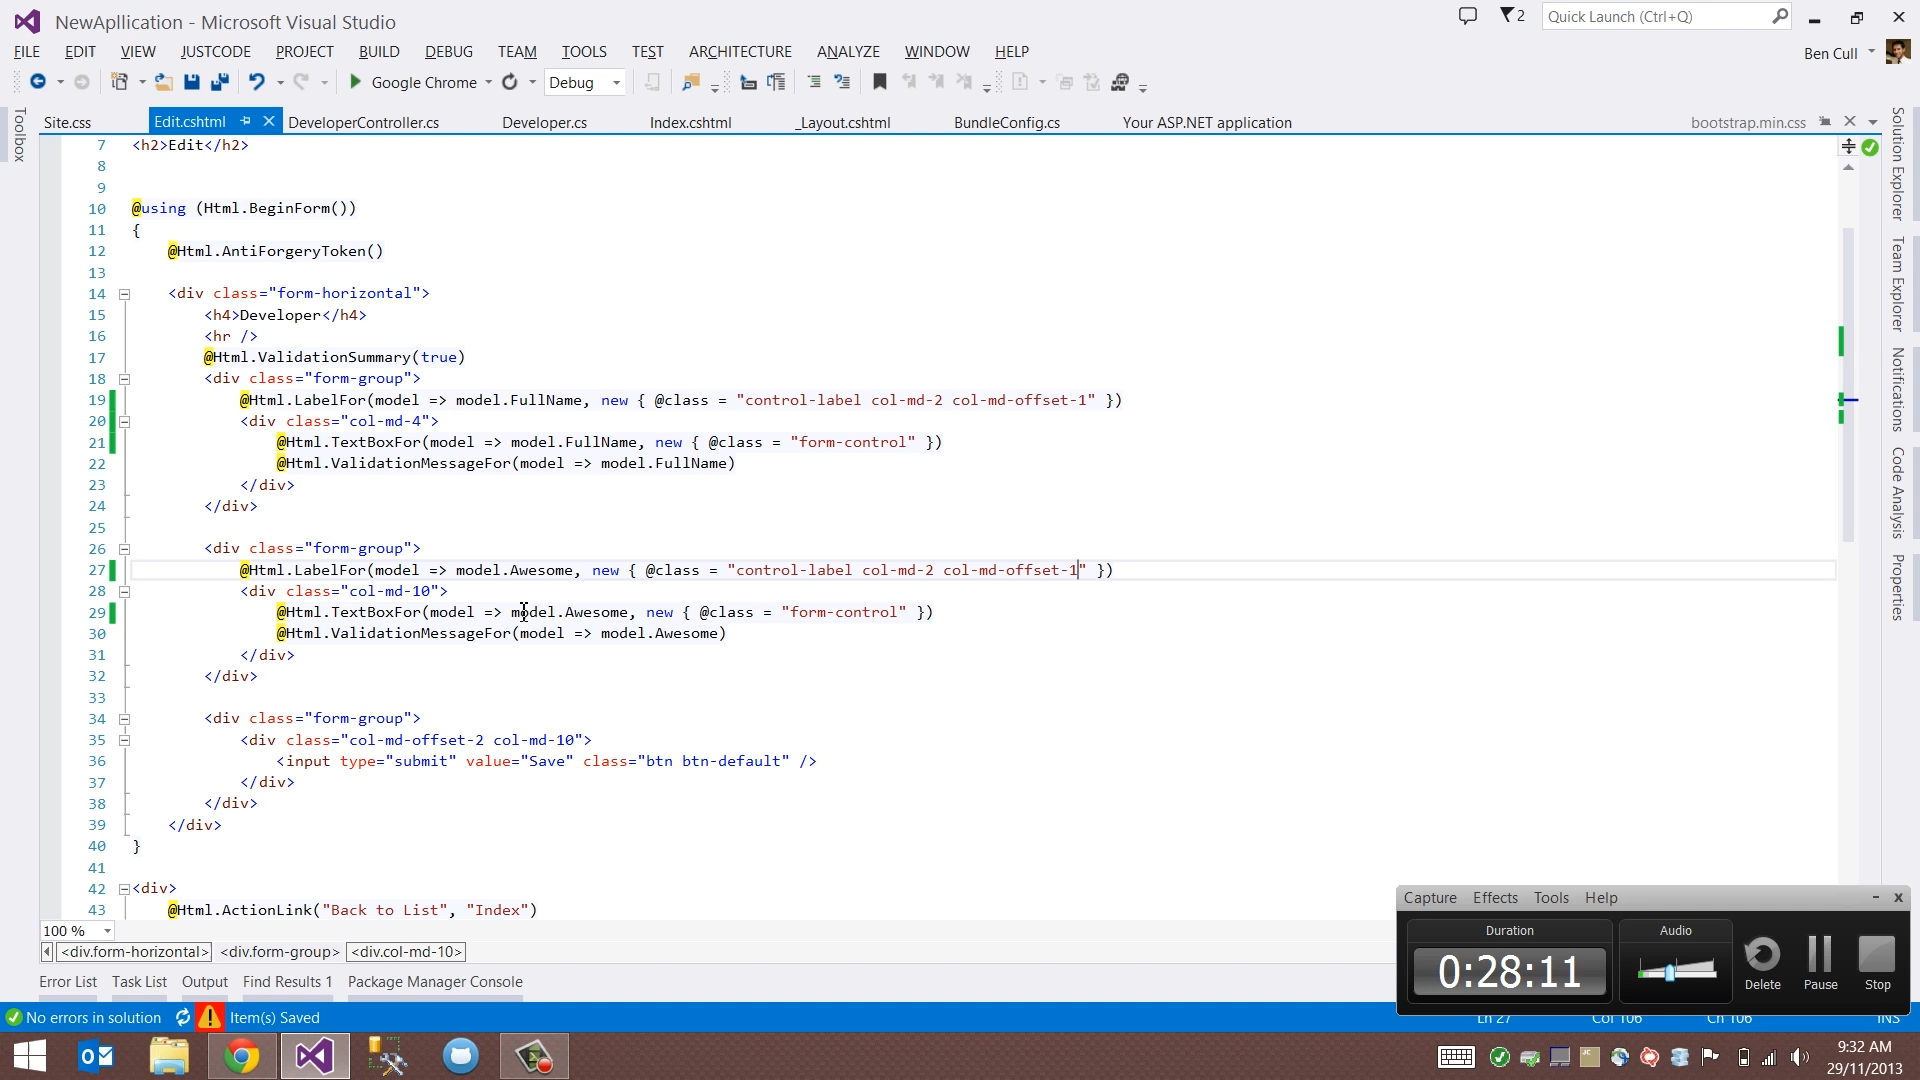 NewApllication - Microsoft Visual Studio
2
Quick Launch (Ctrl+Q)
FILE EDIT VIEW JUSTCODE PROJECT BUILD DEBUG TEAM TOOLS TEST ARCHITECTURE ANALYZE WINDOW HELP
Ben Cull
Google Chrome
Debug
Toolbox
Site.css
Edit.cshtml
DeveloperController.cs
Developer.cs
Index.cshtml
_Layout.cshtml
BundleConfig.cs
Your ASP.NET application
bootstrap.min.css
7 <h2>Edit</h2>
8
9
10 @using (Html.BeginForm())
11 {
12 @Html.AntiForgeryToken()
13
14 <div class="form-horizontal">
15 <h4>Developer</h4>
16 <hr />
17 @Html.ValidationSummary(true)
18 <div class="form-group">
19 @Html.LabelFor(model => model.FullName, new { @class = "control-label col-md-2 col-md-offset-1" })
20 <div class="col-md-4">
21 @Html.TextBoxFor(model => model.FullName, new { @class = "form-control" })
22 @Html.ValidationMessageFor(model => model.FullName)
23 </div>
24 </div>
25
26 <div class="form-group">
27 @Html.LabelFor(model => model.Awesome, new { @class = "control-label col-md-2 col-md-offset-1" })
28 <div class="col-md-10">
29 @Html.TextBoxFor(model => model.Awesome, new { @class = "form-control" })
30 @Html.ValidationMessageFor(model => model.Awesome)
31 </div>
32 </div>
33
34 <div class="form-group">
35 <div class="col-md-offset-2 col-md-10">
36 <input type="submit" value="Save" class="btn btn-default" />
37 </div>
38 </div>
39 </div>
40 }
41
42 <div>
43 @Html.ActionLink("Back to List", "Index")
Solution Explorer
Team Explorer
Notifications
Code Analysis
Properties
100 %
<div.form-horizontal> <div.form-group> <div.col-md-10>
Error List Task List Output Find Results 1 Package Manager Console
No errors in solution
Item(s) Saved
Ln 27 Col 106 Ch 106 INS
Capture Effects Tools Help
Duration
0:28:11
Audio
Delete
Pause
Stop
JC
9:32 AM
29/11/2013